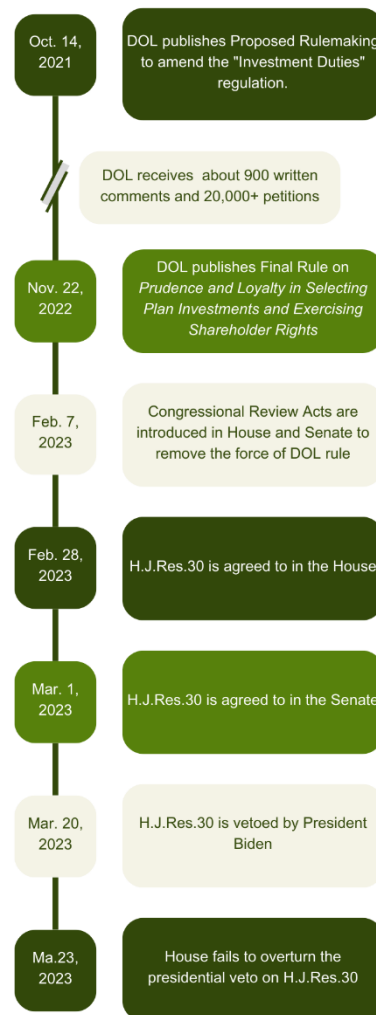 Oct. 14,
2021
DOL publishes Proposed Rulemaking
to amend the "Investment Duties"
regulation.
DOL receives about 900 written
comments and 20,000+ petitions
Nov. 22,
2022
DOL publishes Final Rule on
Prudence and Loyalty in Selecting
Plan Investments and Exercising
Shareholder Rights
Feb. 7,
2023
Congressional Review Acts are
introduced in House and Senate to
remove the force of DOL rule
Feb. 28,
2023
H.J.Res.30 is agreed to in the House
Mar. 1,
2023
H.J.Res.30 is agreed to in the Senate
Mar. 20,
2023
H.J.Res.30 is vetoed by President
Biden
Ma.23,
2023
House fails to overturn the
presidential veto on H.J.Res.30